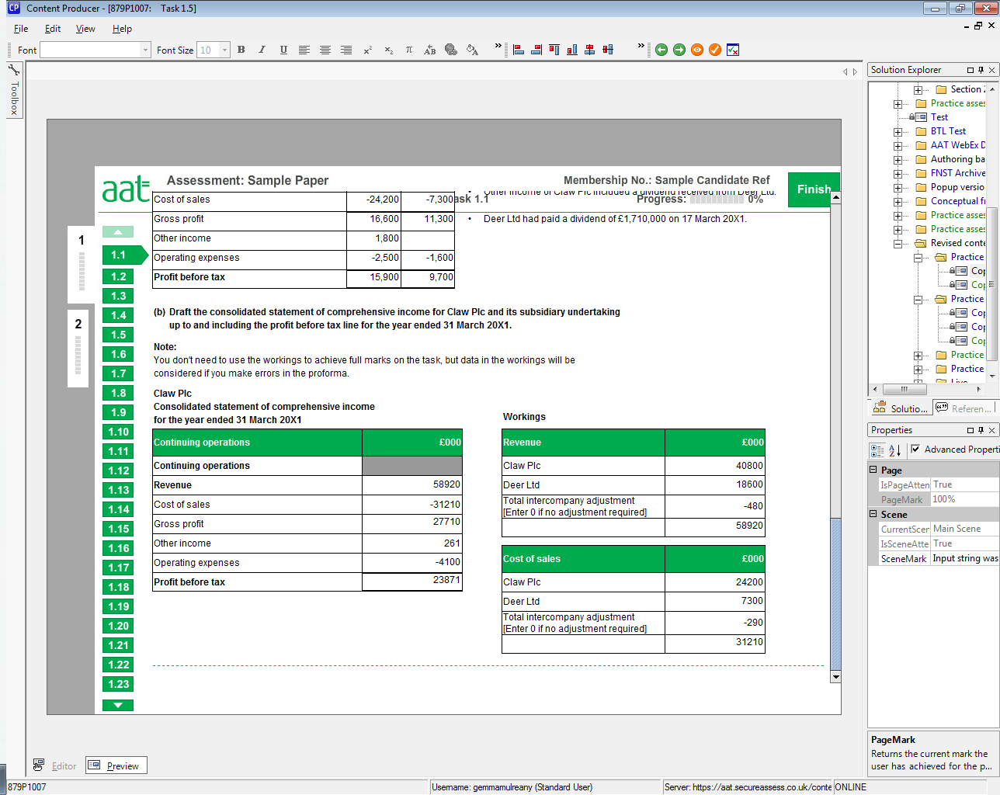 CP Content Producer - [879P1007: Task 1.5]
File Edit View Help
Font Font Size 10 B I U
Toolbox
Solution Explorer
Section 2
Practice asses
Test
BTL Test
AAT WebEx D
Authoring ba
FNST Archive
Popup versio
Conceptual fr
Practice asses
Practice asses
Revised conte
Practice
Cop
Cop
Practice
Cop
Cop
Cop
Practice
Practice
Live
Solutio... Referen...
Properties
Advanced Properti
Page
IsPageAtten True
PageMark 100%
Scene
CurrentScer Main Scene
IsSceneAtte True
SceneMark Input string was
PageMark
Returns the current mark the
user has achieved for the p...
aat
Assessment: Sample Paper
Membership No.: Sample Candidate Ref
Finish
ask 1.1
Progress: 0%
1
2
1.1
1.2
1.3
1.4
1.5
1.6
1.7
1.8
1.9
1.10
1.11
1.12
1.13
1.14
1.15
1.16
1.17
1.18
1.19
1.20
1.21
1.22
1.23
Cost of sales -24,200 -7,300
Gross profit 16,600 11,300
Other income 1,800
Operating expenses -2,500 -1,600
Profit before tax 15,900 9,700
• Other income of Claw Plc included a dividend received from Deer Ltd.
• Deer Ltd had paid a dividend of £1,710,000 on 17 March 20X1.
(b) Draft the consolidated statement of comprehensive income for Claw Plc and its subsidiary undertaking
up to and including the profit before tax line for the year ended 31 March 20X1.
Note:
You don't need to use the workings to achieve full marks on the task, but data in the workings will be
considered if you make errors in the proforma.
Claw Plc
Consolidated statement of comprehensive income
for the year ended 31 March 20X1
Continuing operations £000
Continuing operations
Revenue 58920
Cost of sales -31210
Gross profit 27710
Other income 261
Operating expenses -4100
Profit before tax 23871
Workings
Revenue £000
Claw Plc 40800
Deer Ltd 18600
Total intercompany adjustment
[Enter 0 if no adjustment required] -480
58920
Cost of sales £000
Claw Plc 24200
Deer Ltd 7300
Total intercompany adjustment
[Enter 0 if no adjustment required] -290
31210
Editor Preview
879P1007 Username: gemmamulreany (Standard User) Server: https://aat.secureassess.co.uk/conte ONLINE